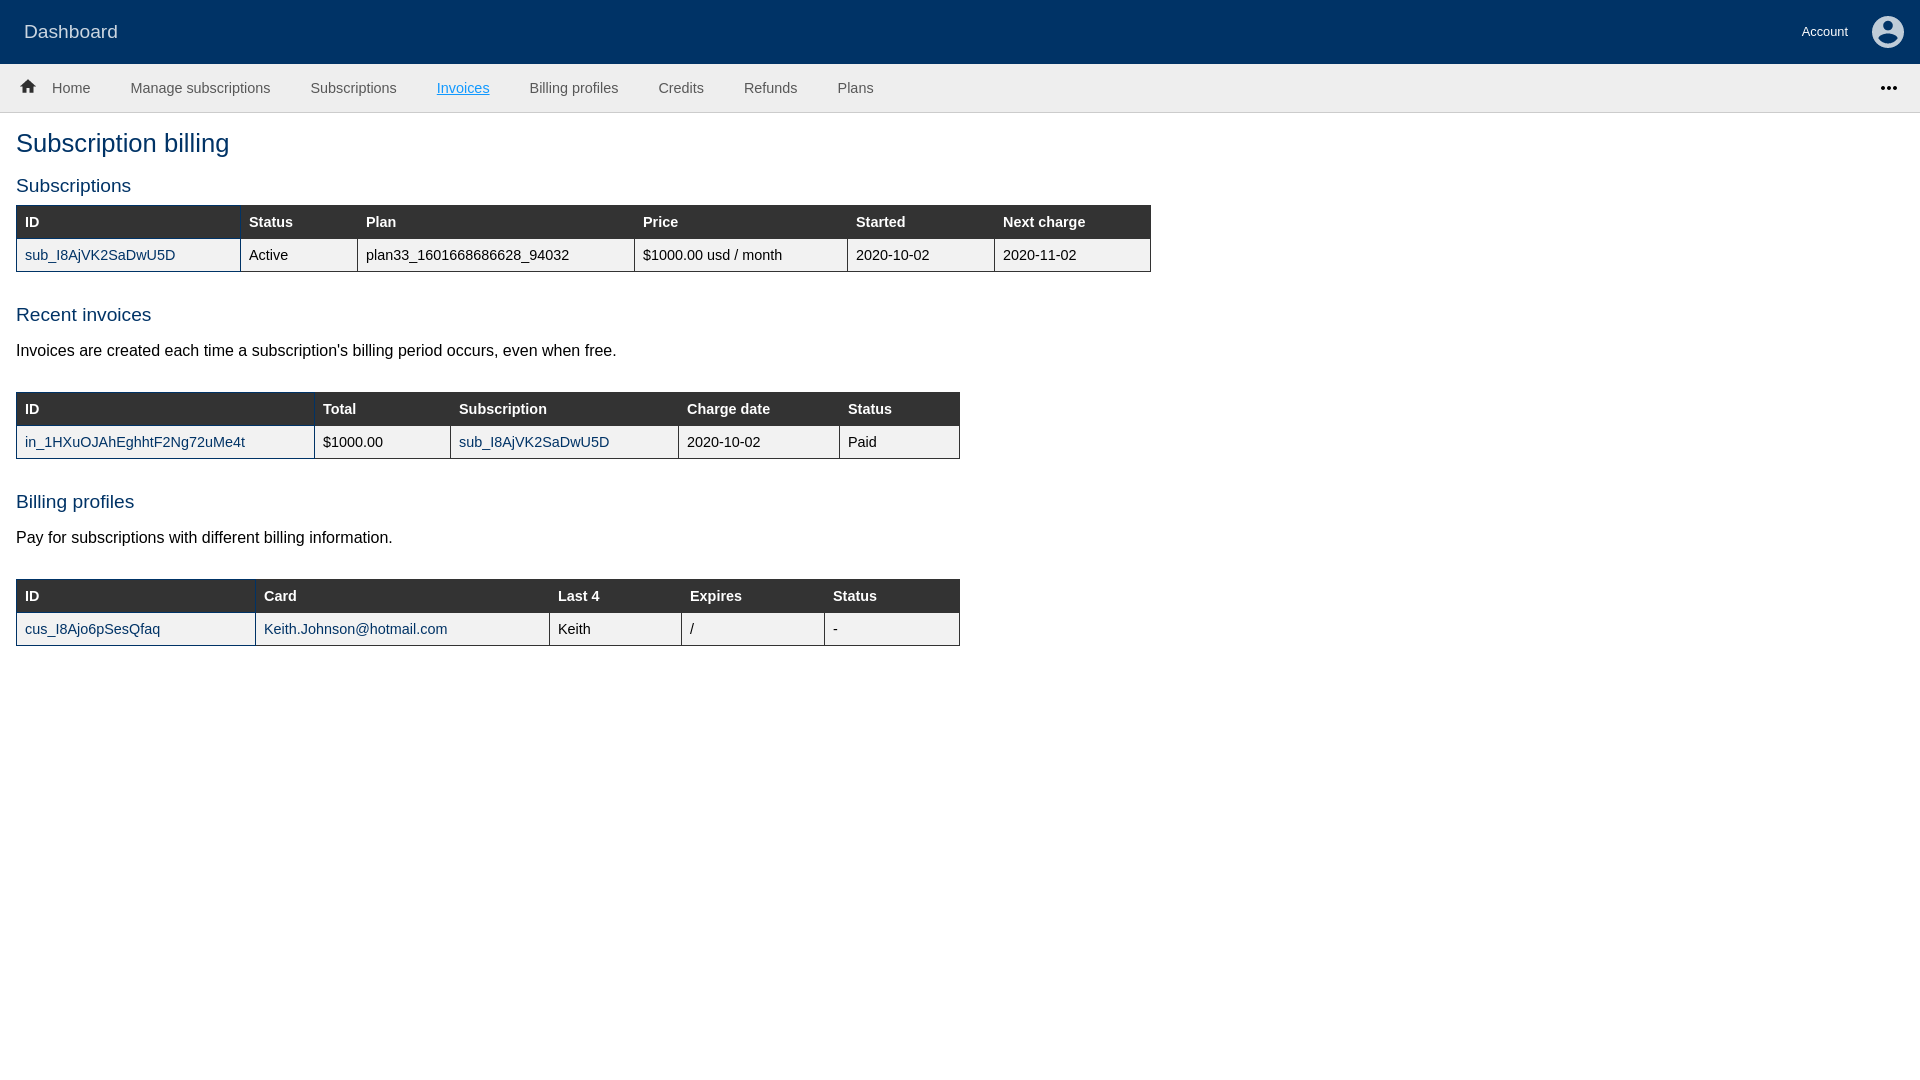 Dashboard
Account
Home Manage subscriptions Subscriptions Invoices Billing profiles Credits Refunds Plans
Subscription billing
Subscriptions
ID Status Plan Price Started Next charge
sub_I8AjVK2SaDwU5D Active plan33_1601668686628_94032 $1000.00 usd / month 2020-10-02 2020-11-02
Recent invoices
Invoices are created each time a subscription's billing period occurs, even when free.
ID Total Subscription Charge date Status
in_1HXuOJAhEghhtF2Ng72uMe4t $1000.00 sub_I8AjVK2SaDwU5D 2020-10-02 Paid
Billing profiles
Pay for subscriptions with different billing information.
ID Card Last 4 Expires Status
cus_I8Ajo6pSesQfaq Keith.Johnson@hotmail.com Keith / -